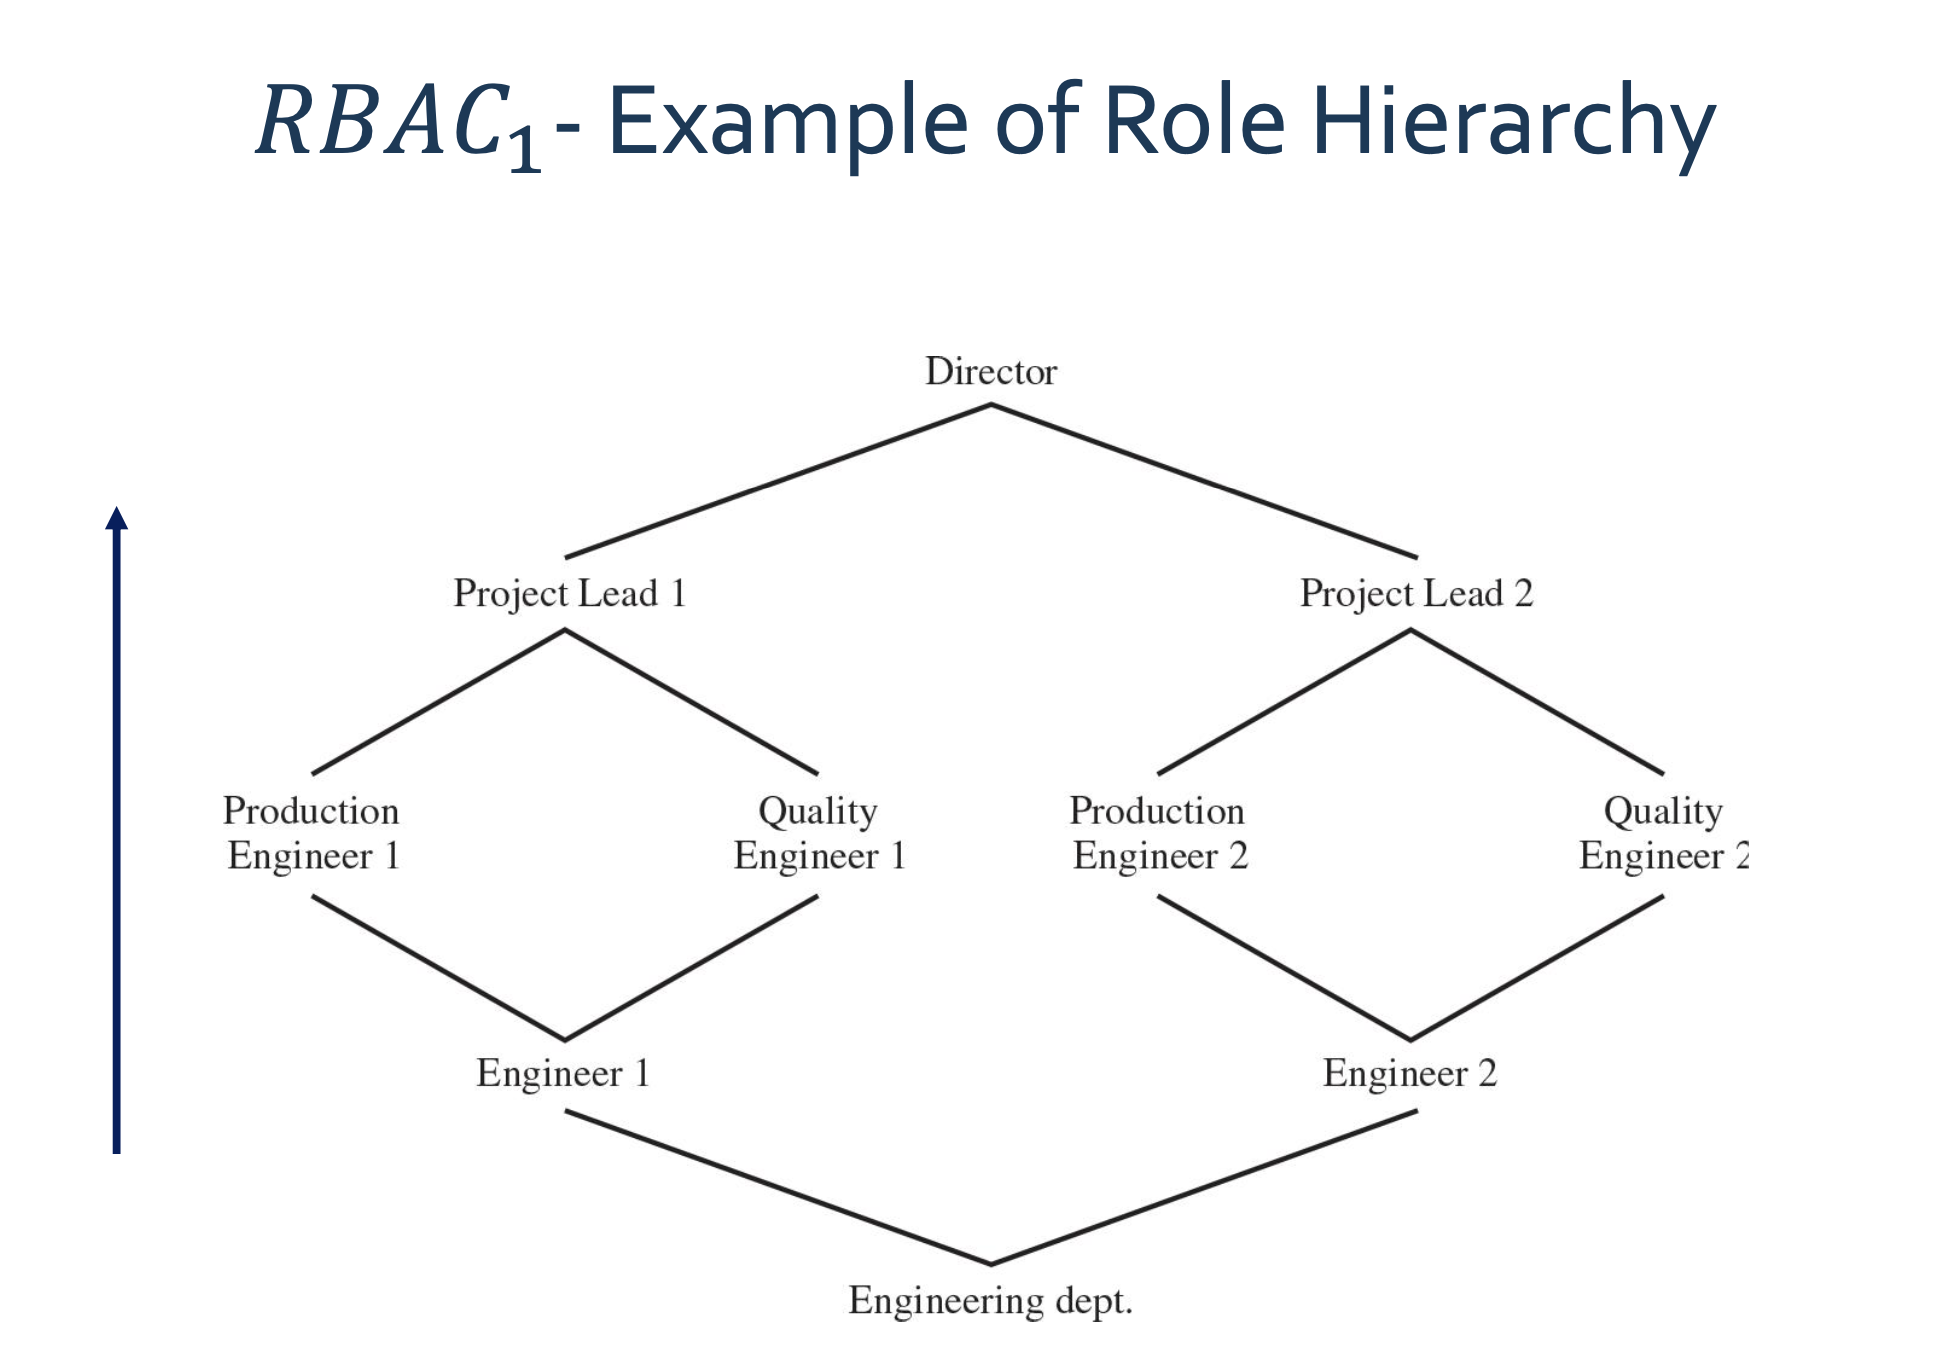 RBAC₁- Example of Role Hierarchy
Director
Project Lead 1
Project Lead 2
Production
Engineer 1
Quality
Engineer 1
Production
Engineer 2
Quality
Engineer 2
Engineer 1
Engineer 2
Engineering dept.